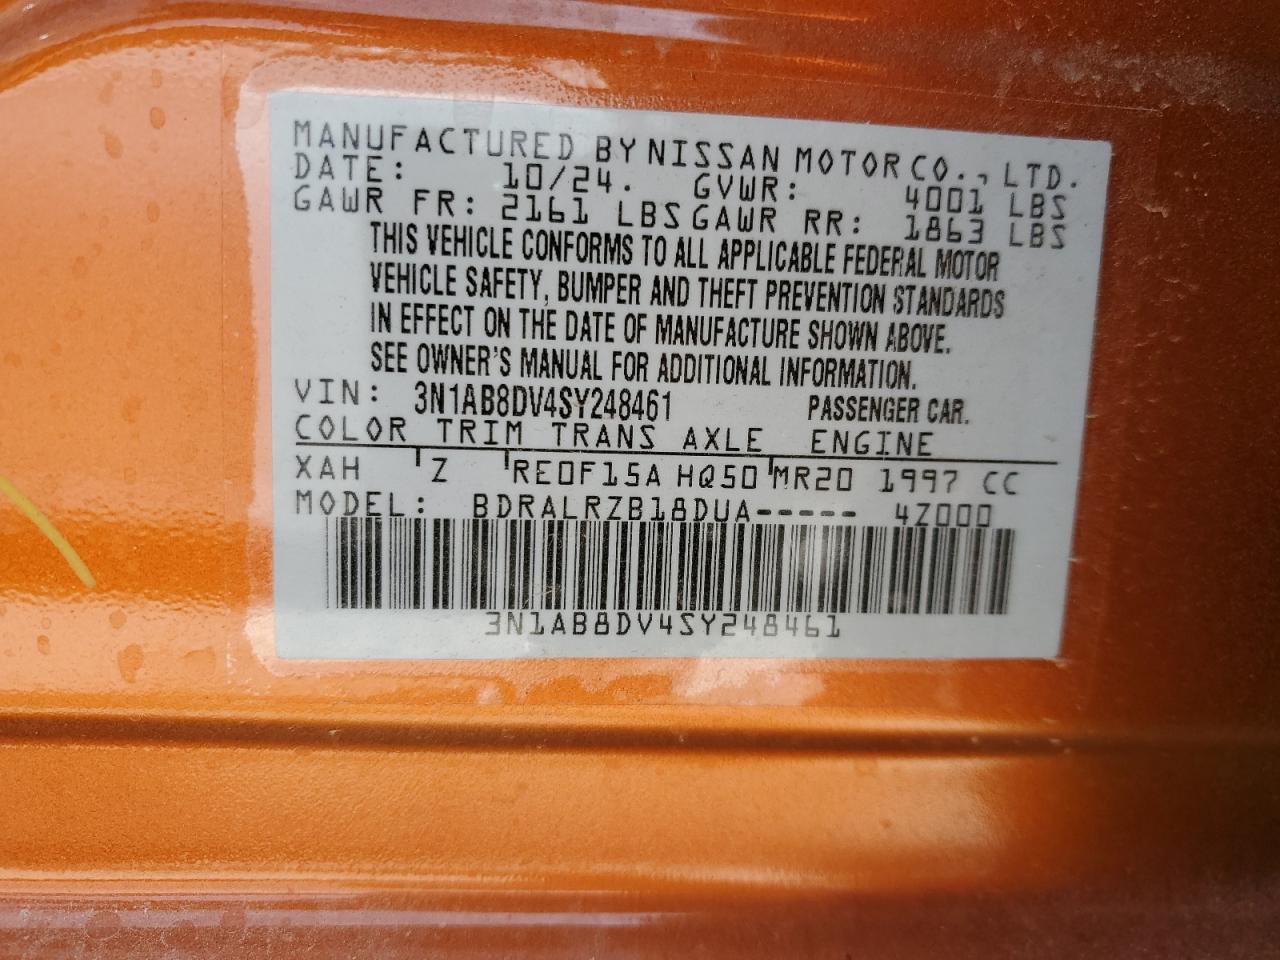 MANUFACTURED BY NISSAN MOTOR CO., LTD.
DATE: 10/24. GVWR: 4001 LBS
GAWR FR: 2161 LBS GAWR RR: 1863 LBS
THIS VEHICLE CONFORMS TO ALL APPLICABLE FEDERAL MOTOR
VEHICLE SAFETY, BUMPER AND THEFT PREVENTION STANDARDS
IN EFFECT ON THE DATE OF MANUFACTURE SHOWN ABOVE.
SEE OWNER'S MANUAL FOR ADDITIONAL INFORMATION.
VIN: 3N1AB8DV4SY248461 PASSENGER CAR.
COLOR TRIM TRANS AXLE ENGINE
XAH Z RE0F15A HQ50 MR20 1997 CC
MODEL: BDRALRZB18DUA----- 4Z000
3N1AB8DV4SY248461